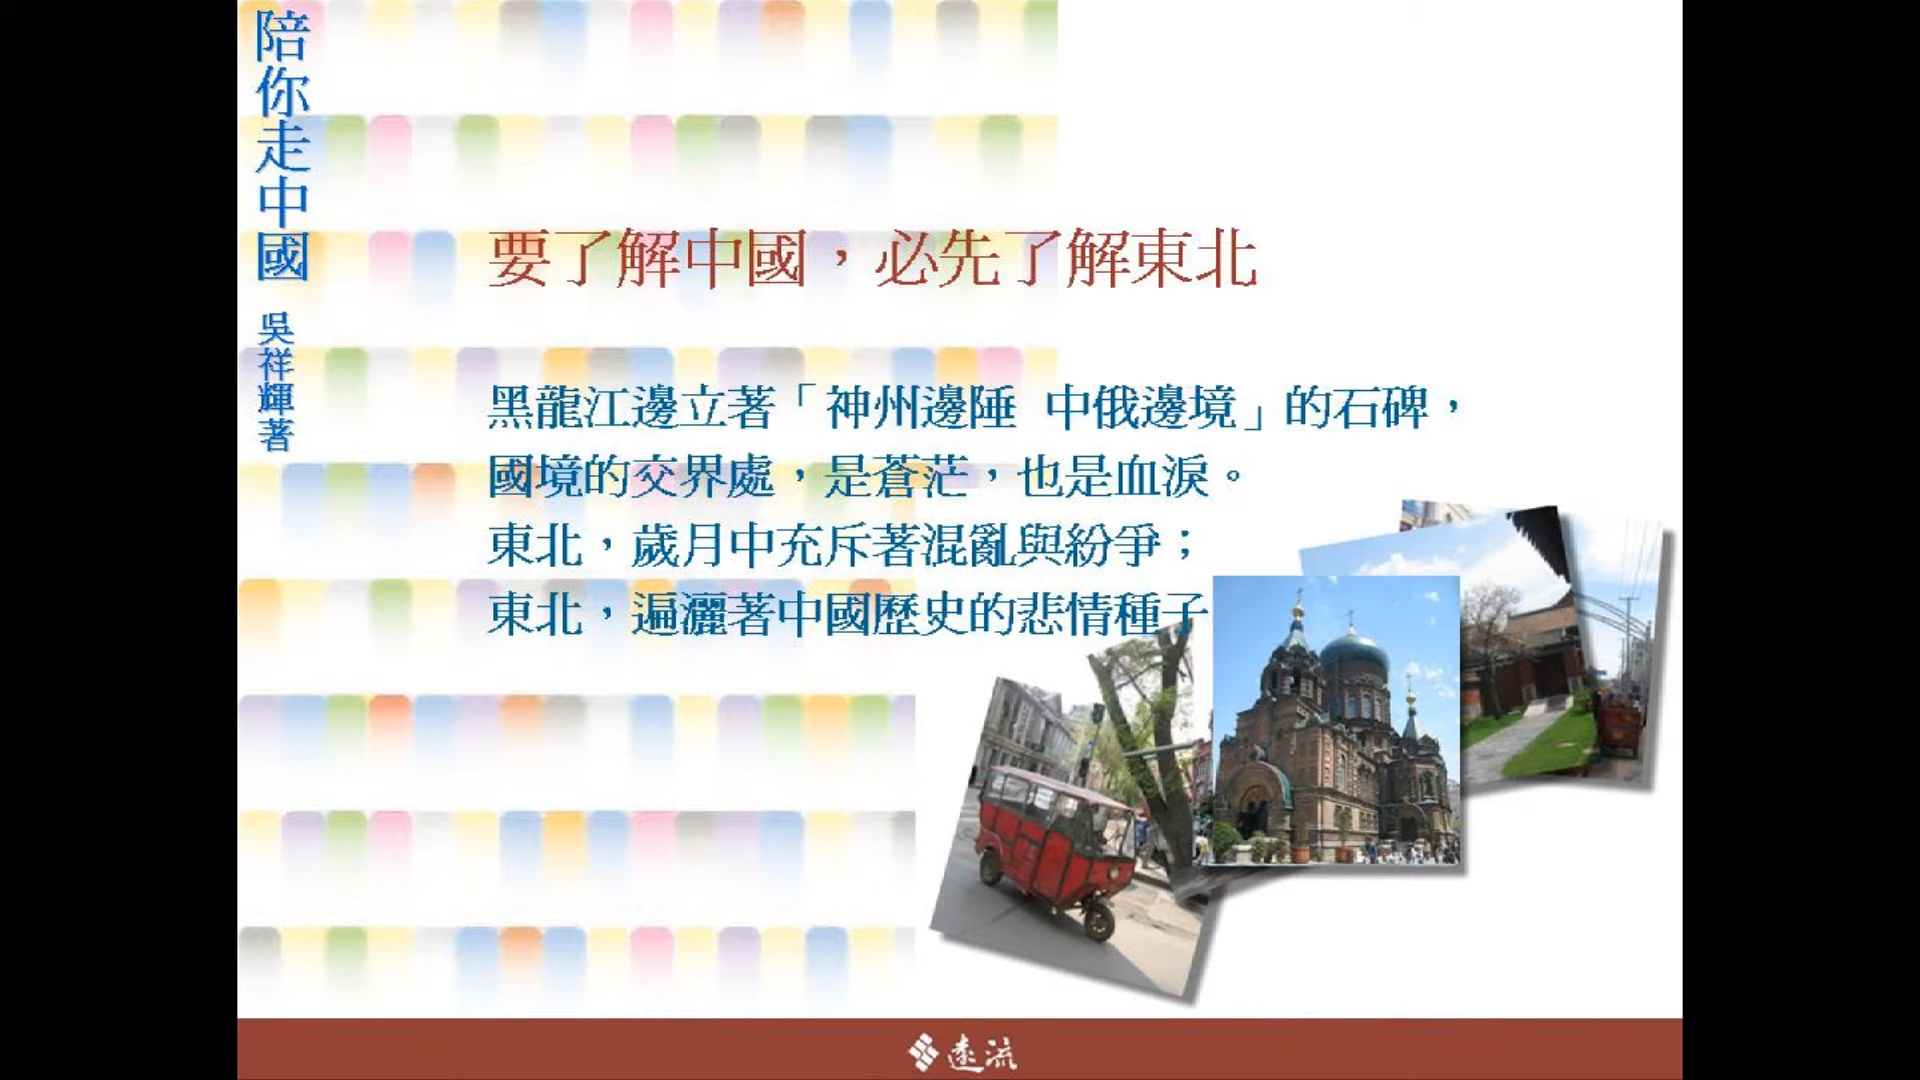 陪你走中國 吳祥輝著
要了解中國，必先了解東北
黑龍江邊立著「神州邊陲 中俄邊境」的石碑，
國境的交界處，是蒼茫，也是血淚。
東北，歲月中充斥著混亂與紛爭；
東北，遍灑著中國歷史的悲情種子
遠流